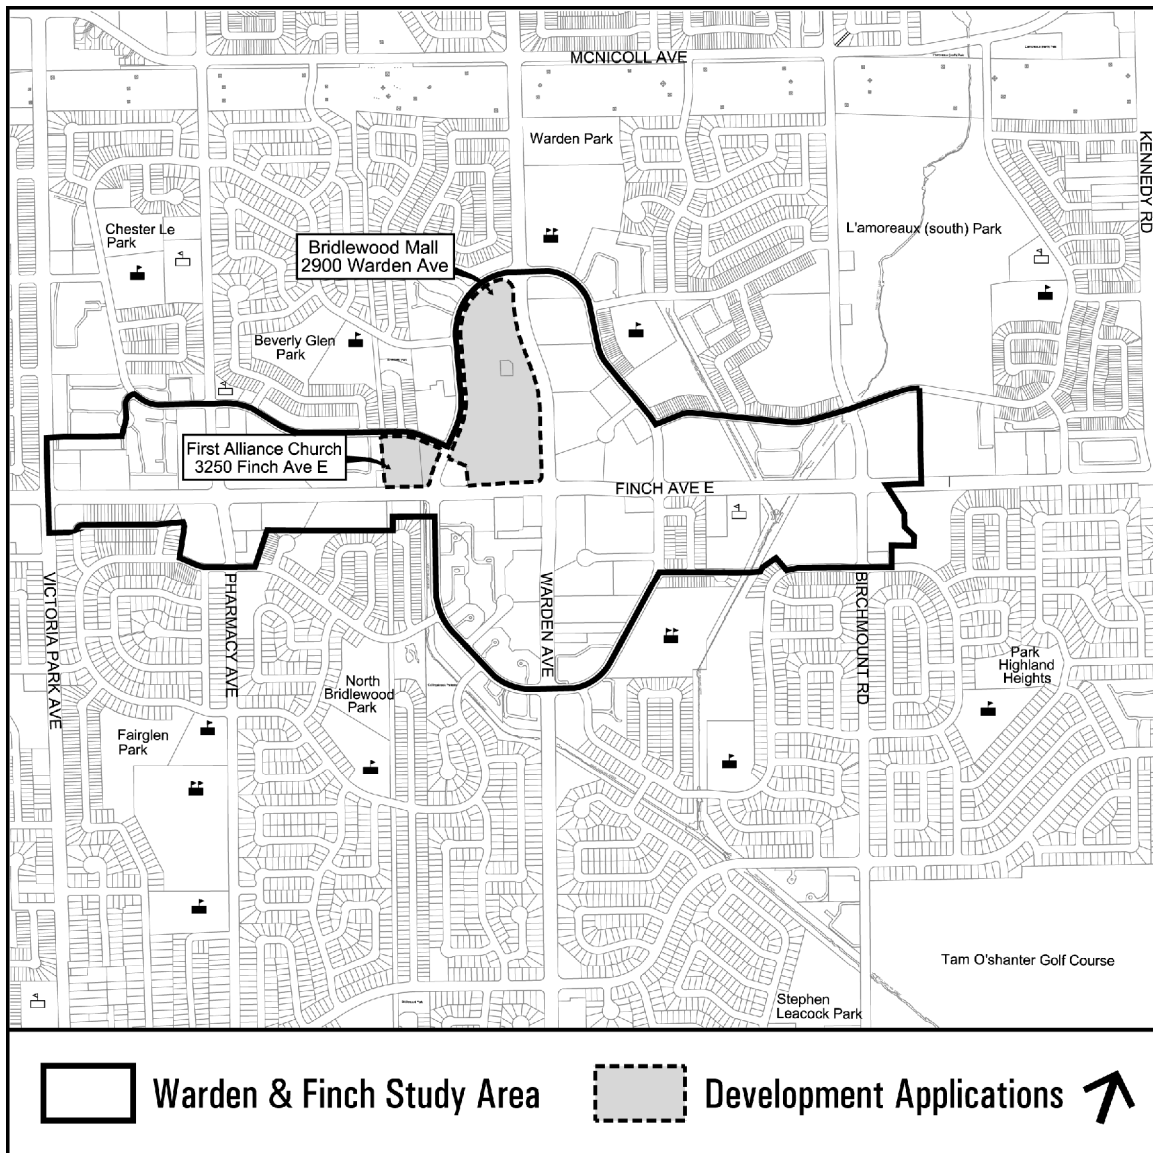 MCNICOLL AVE
Warden Park
KENNEDY RD
Chester Le
Park
L'amoreaux (south) Park
Bridlewood Mall
2900 Warden Ave
Beverly Glen
Park
First Alliance Church
3250 Finch Ave E
FINCH AVE E
VICTORIA PARK AVE
PHARMACY AVE
WARDEN AVE
BIRCHMOUNT RD
Park
Highland
Heights
North
Bridlewood
Park
Fairglen
Park
Tam O'shanter Golf Course
Stephen
Leacock Park
Warden & Finch Study Area
Development Applications